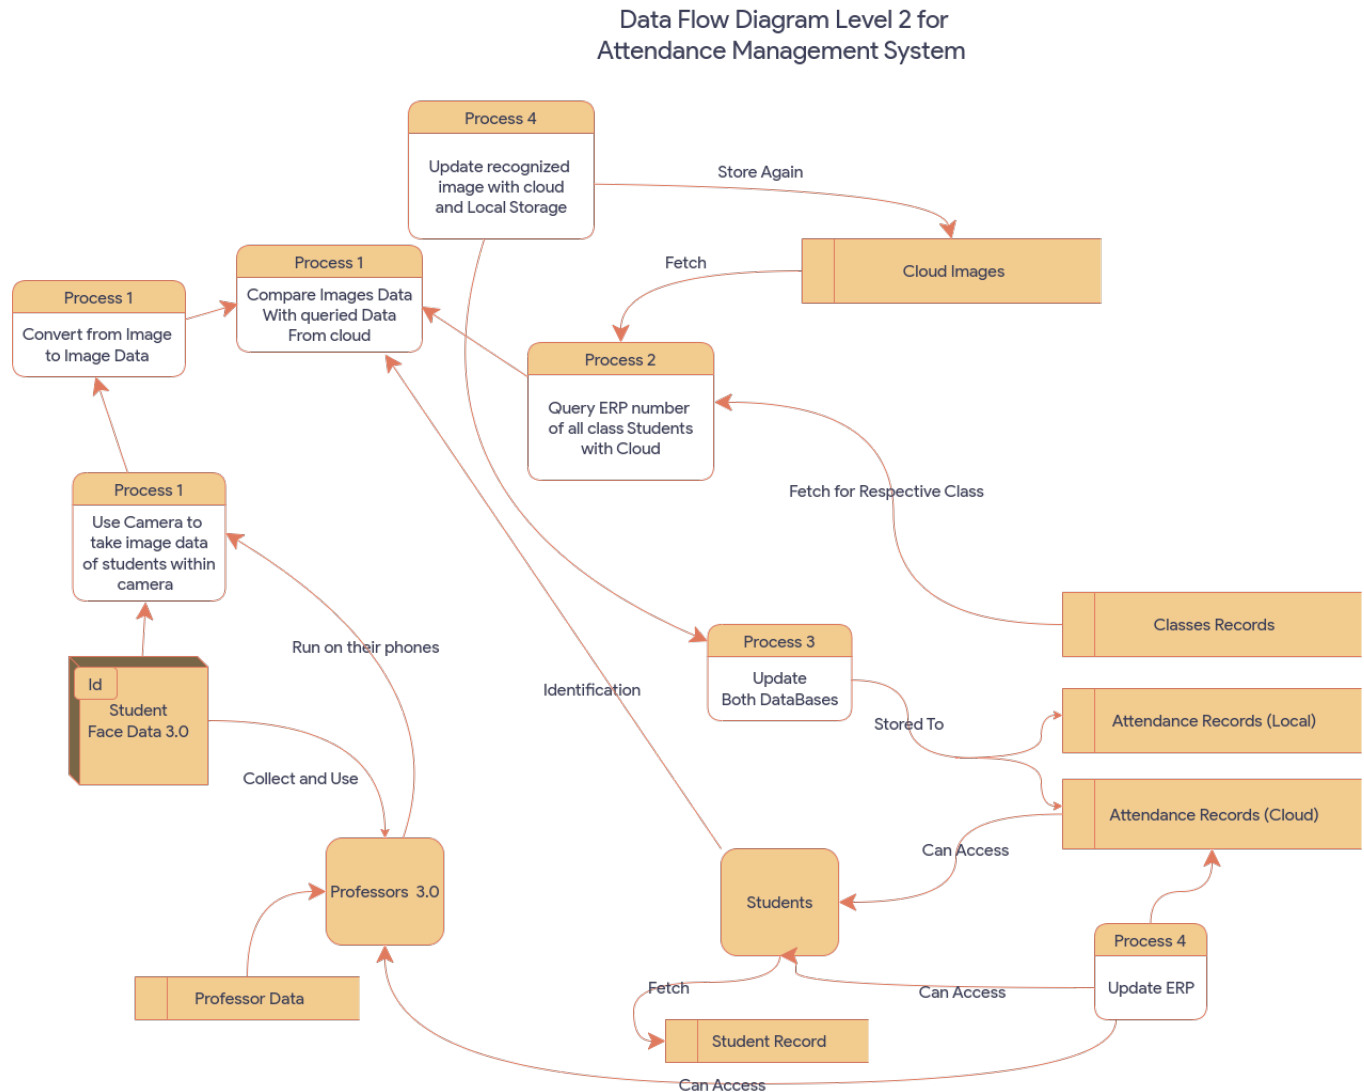 Data Flow Diagram Level 2 for
Attendance Management System
Process 4
Update recognized
image with cloud
and Local Storage
Store Again
Cloud Images
Fetch
Process 1
Compare Images Data
With queried Data
From cloud
Process 1
Convert from Image
to Image Data
Process 2
Query ERP number
of all class Students
with Cloud
Fetch for Respective Class
Process 1
Use Camera to
take image data
of students within
camera
Classes Records
Run on their phones
Process 3
Update
Both DataBases
Identification
Id
Student
Face Data 3.0
Stored To
Attendance Records (Local)
Collect and Use
Attendance Records (Cloud)
Can Access
Professors 3.0
Students
Process 4
Update ERP
Professor Data
Fetch
Can Access
Student Record
Can Access